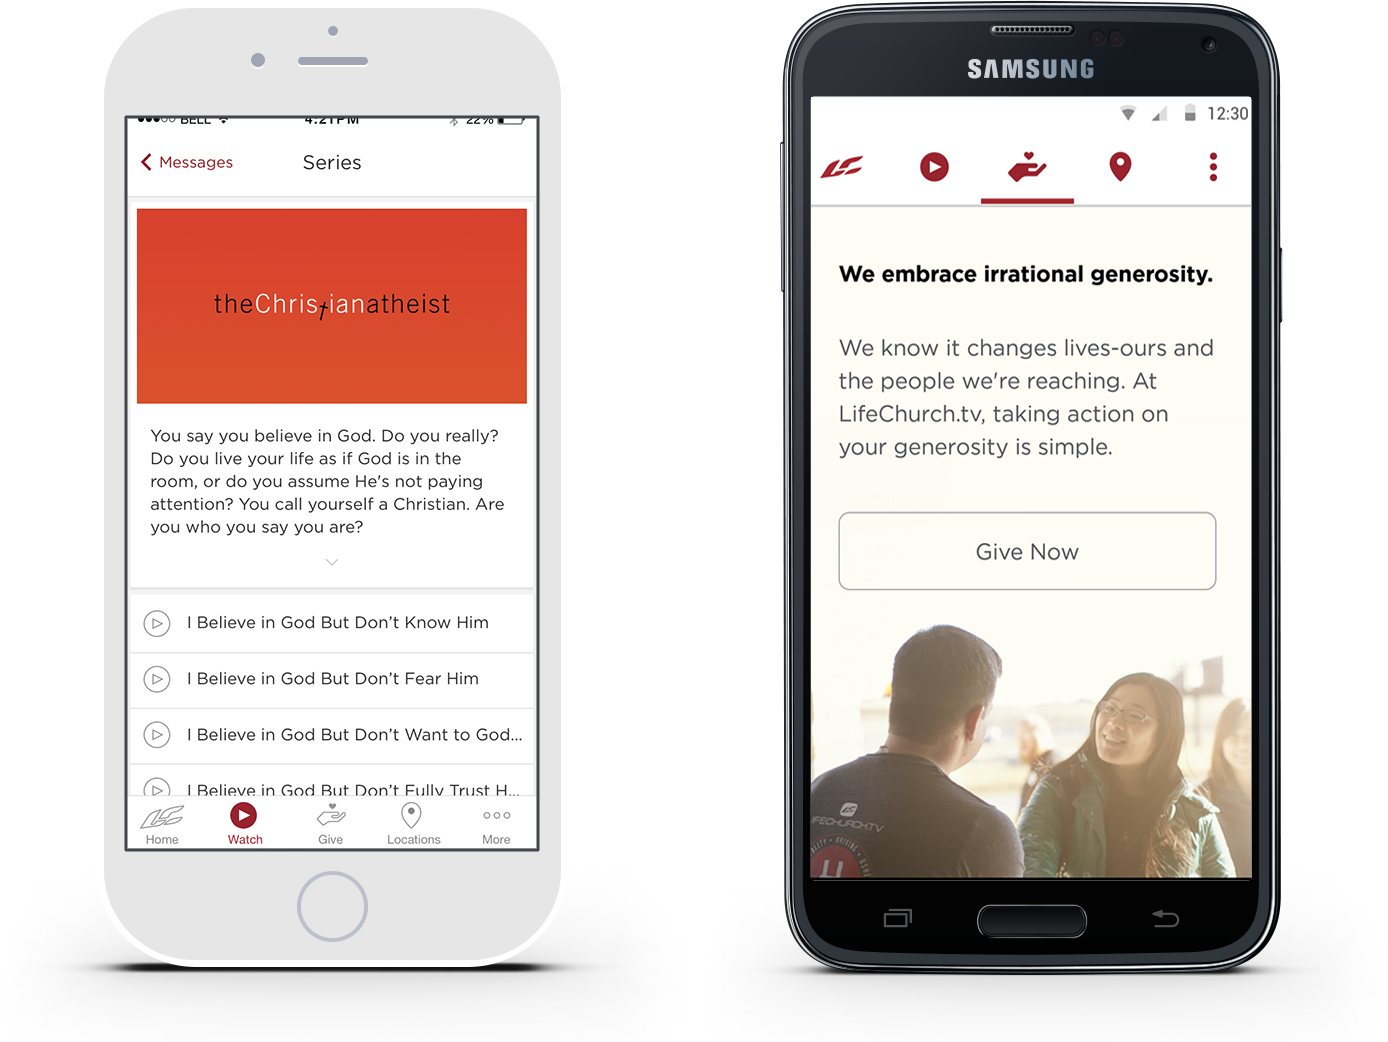 BELL 4:21PM 22%
Messages Series
theChristianatheist
You say you believe in God. Do you really?
Do you live your life as if God is in the
room, or do you assume He's not paying
attention? You call yourself a Christian. Are
you who you say you are?
I Believe in God But Don't Know Him
I Believe in God But Don't Fear Him
I Believe in God But Don't Want to God...
I Believe in God But Don't Fully Trust H...
Home Watch Give Locations More
SAMSUNG
12:30
We embrace irrational generosity.
We know it changes lives-ours and
the people we're reaching. At
LifeChurch.tv, taking action on
your generosity is simple.
Give Now
LIFECHURCH.TV